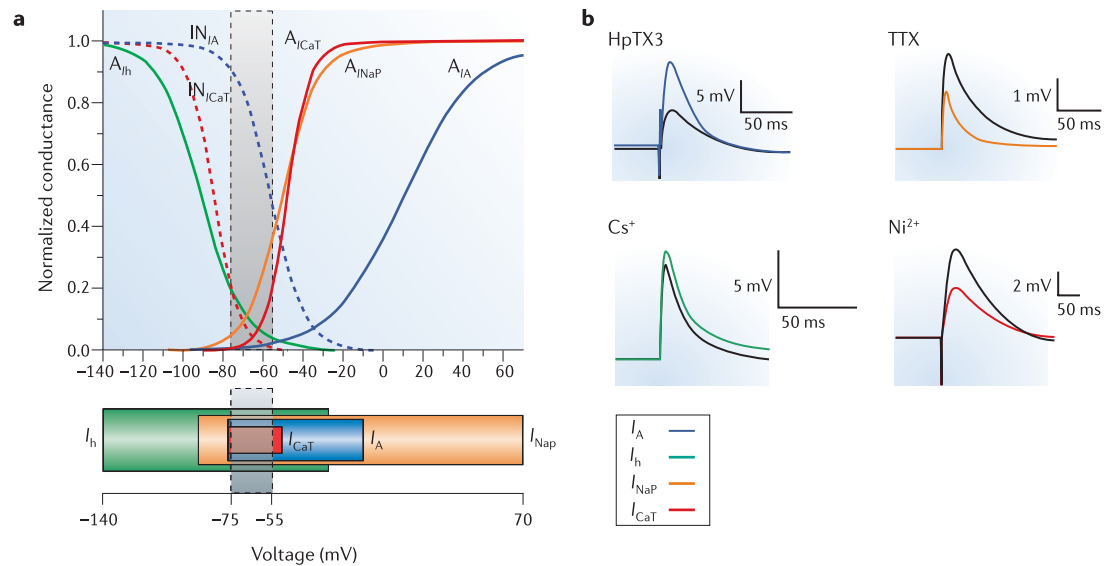 a
IN_IA
A_ICaT
A_INaP
A_IA
A_Ih
IN_ICaT
1.0
0.8
0.6
0.4
0.2
0.0
Normalized conductance
−140 −120 −100 −80 −60 −40 −20 0 20 40 60
I_h
I_CaT
I_A
I_Nap
−140
−75
−55
70
Voltage (mV)
b
HpTX3
5 mV
50 ms
TTX
1 mV
50 ms
Cs⁺
5 mV
50 ms
Ni²⁺
2 mV
50 ms
I_A
I_h
I_NaP
I_CaT